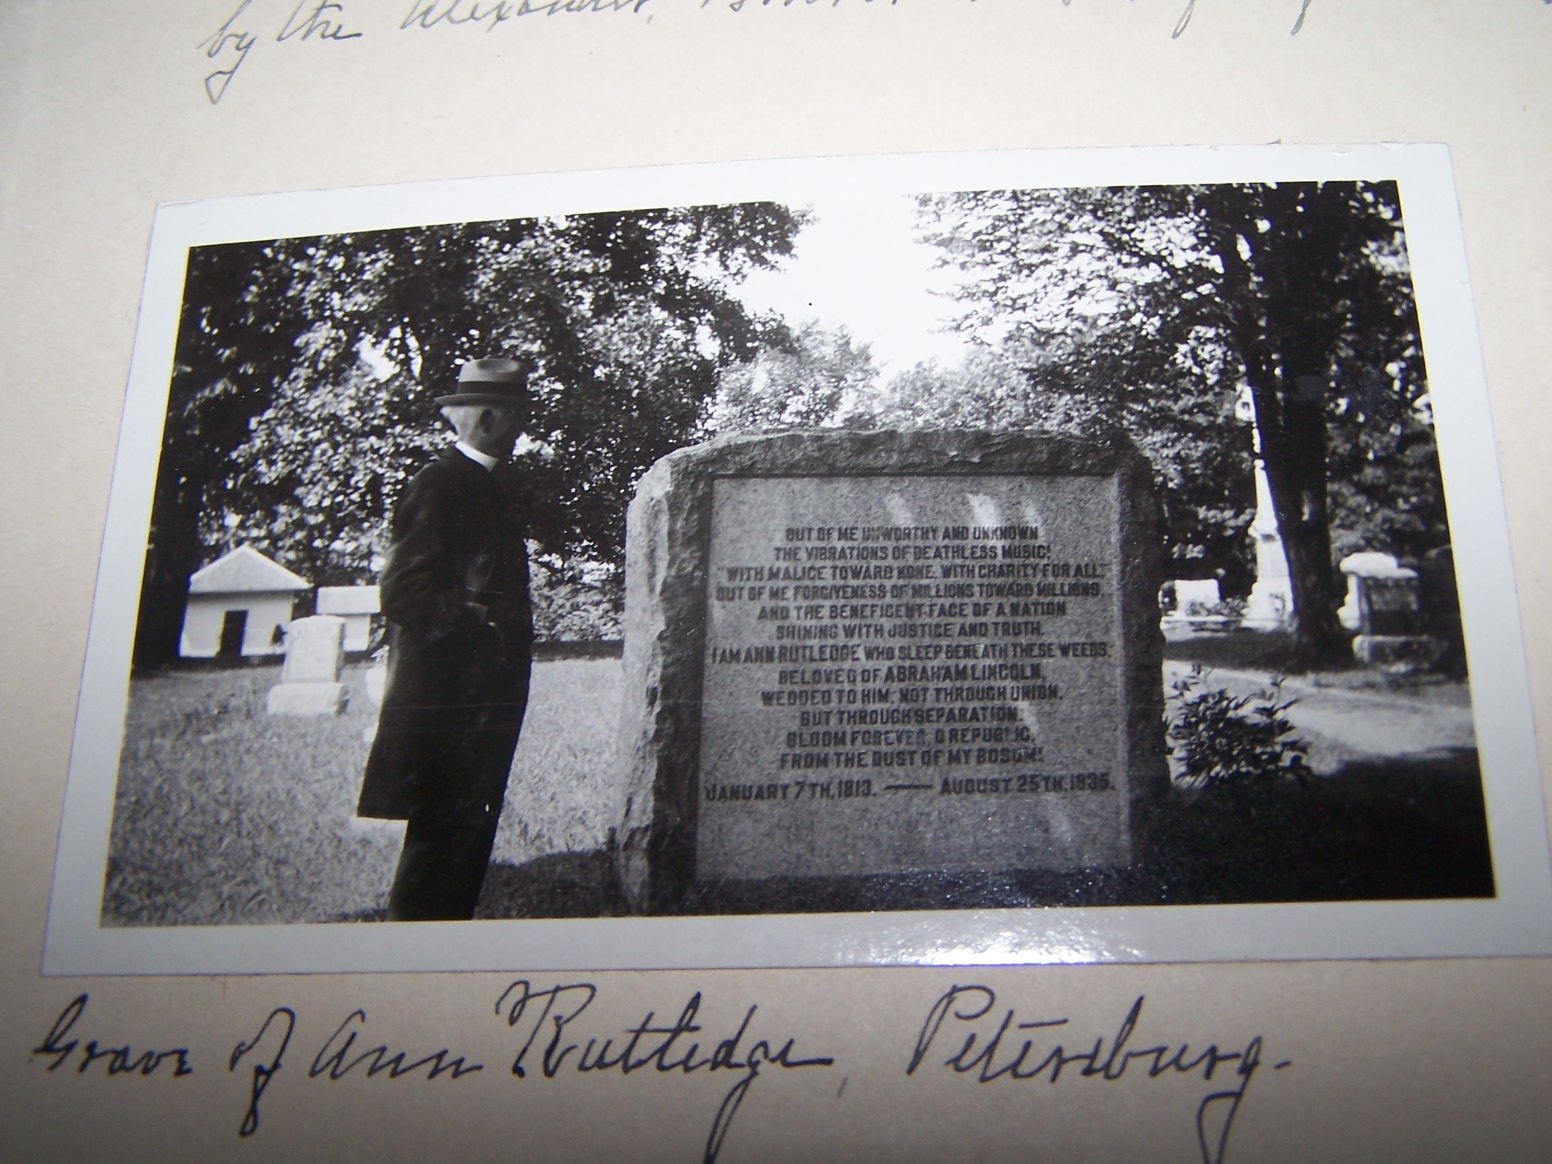 by the Alexander
OUT OF ME UNWORTHY AND UNKNOWN
THE VIBRATIONS OF DEATHLESS MUSIC!
"WITH MALICE TOWARD NONE, WITH CHARITY FOR ALL"
OUT OF ME FORGIVENESS OF MILLIONS TOWARD MILLIONS,
AND THE BENEFICENT FACE OF A NATION
SHINING WITH JUSTICE AND TRUTH.
I AM ANN RUTLEDGE WHO SLEEP BENEATH THESE WEEDS,
BELOVED OF ABRAHAM LINCOLN,
WEDDED TO HIM, NOT THROUGH UNION,
BUT THROUGH SEPARATION.
BLOOM FOREVER, O REPUBLIC,
FROM THE DUST OF MY BOSOM!
JANUARY 7TH, 1813. — AUGUST 25TH, 1835.
Grave of Ann Rutledge, Petersburg.